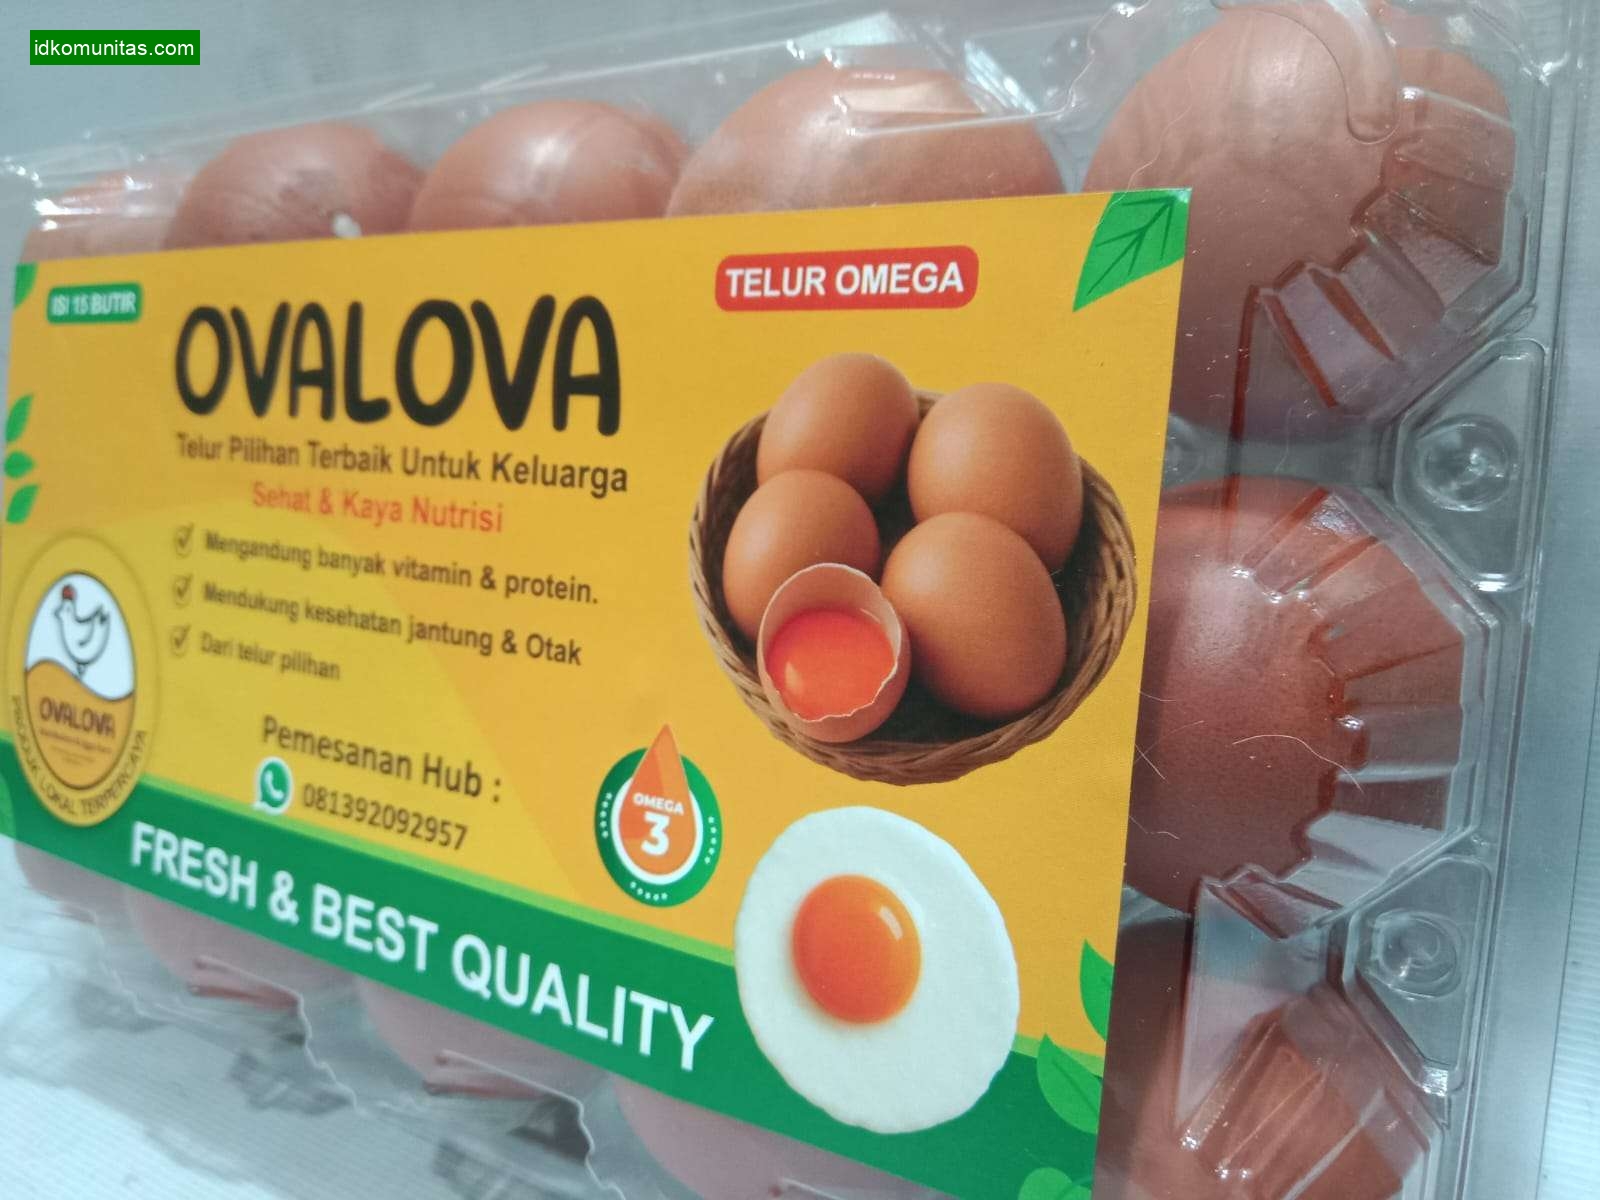 idkomunitas.com
ISI 15 BUTIR
TELUR OMEGA
OVALOVA
Telur Pilihan Terbaik Untuk Keluarga
Sehat & Kaya Nutrisi
Mengandung banyak vitamin & protein.
Mendukung kesehatan jantung & Otak
Dari telur pilihan
OVALOVA
PRODUK LOKAL TERPERCAYA
Pemesanan Hub :
081392092957
OMEGA
3
FRESH & BEST QUALITY